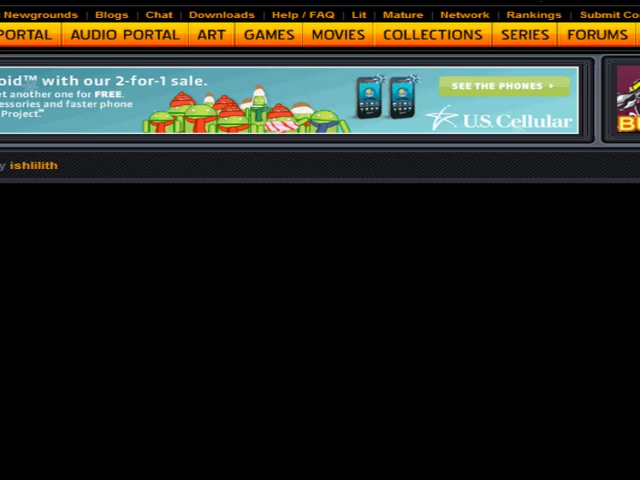 Newgrounds | Blogs | Chat | Downloads | Help / FAQ | Lit | Mature | Network | Rankings | Submit Co
PORTAL AUDIO PORTAL ART GAMES MOVIES COLLECTIONS SERIES FORUMS
oid™ with our 2-for-1 sale.
et another one for FREE.
essories and faster phone
Project.℠
SEE THE PHONES
U.S. Cellular
B
y ishlilith